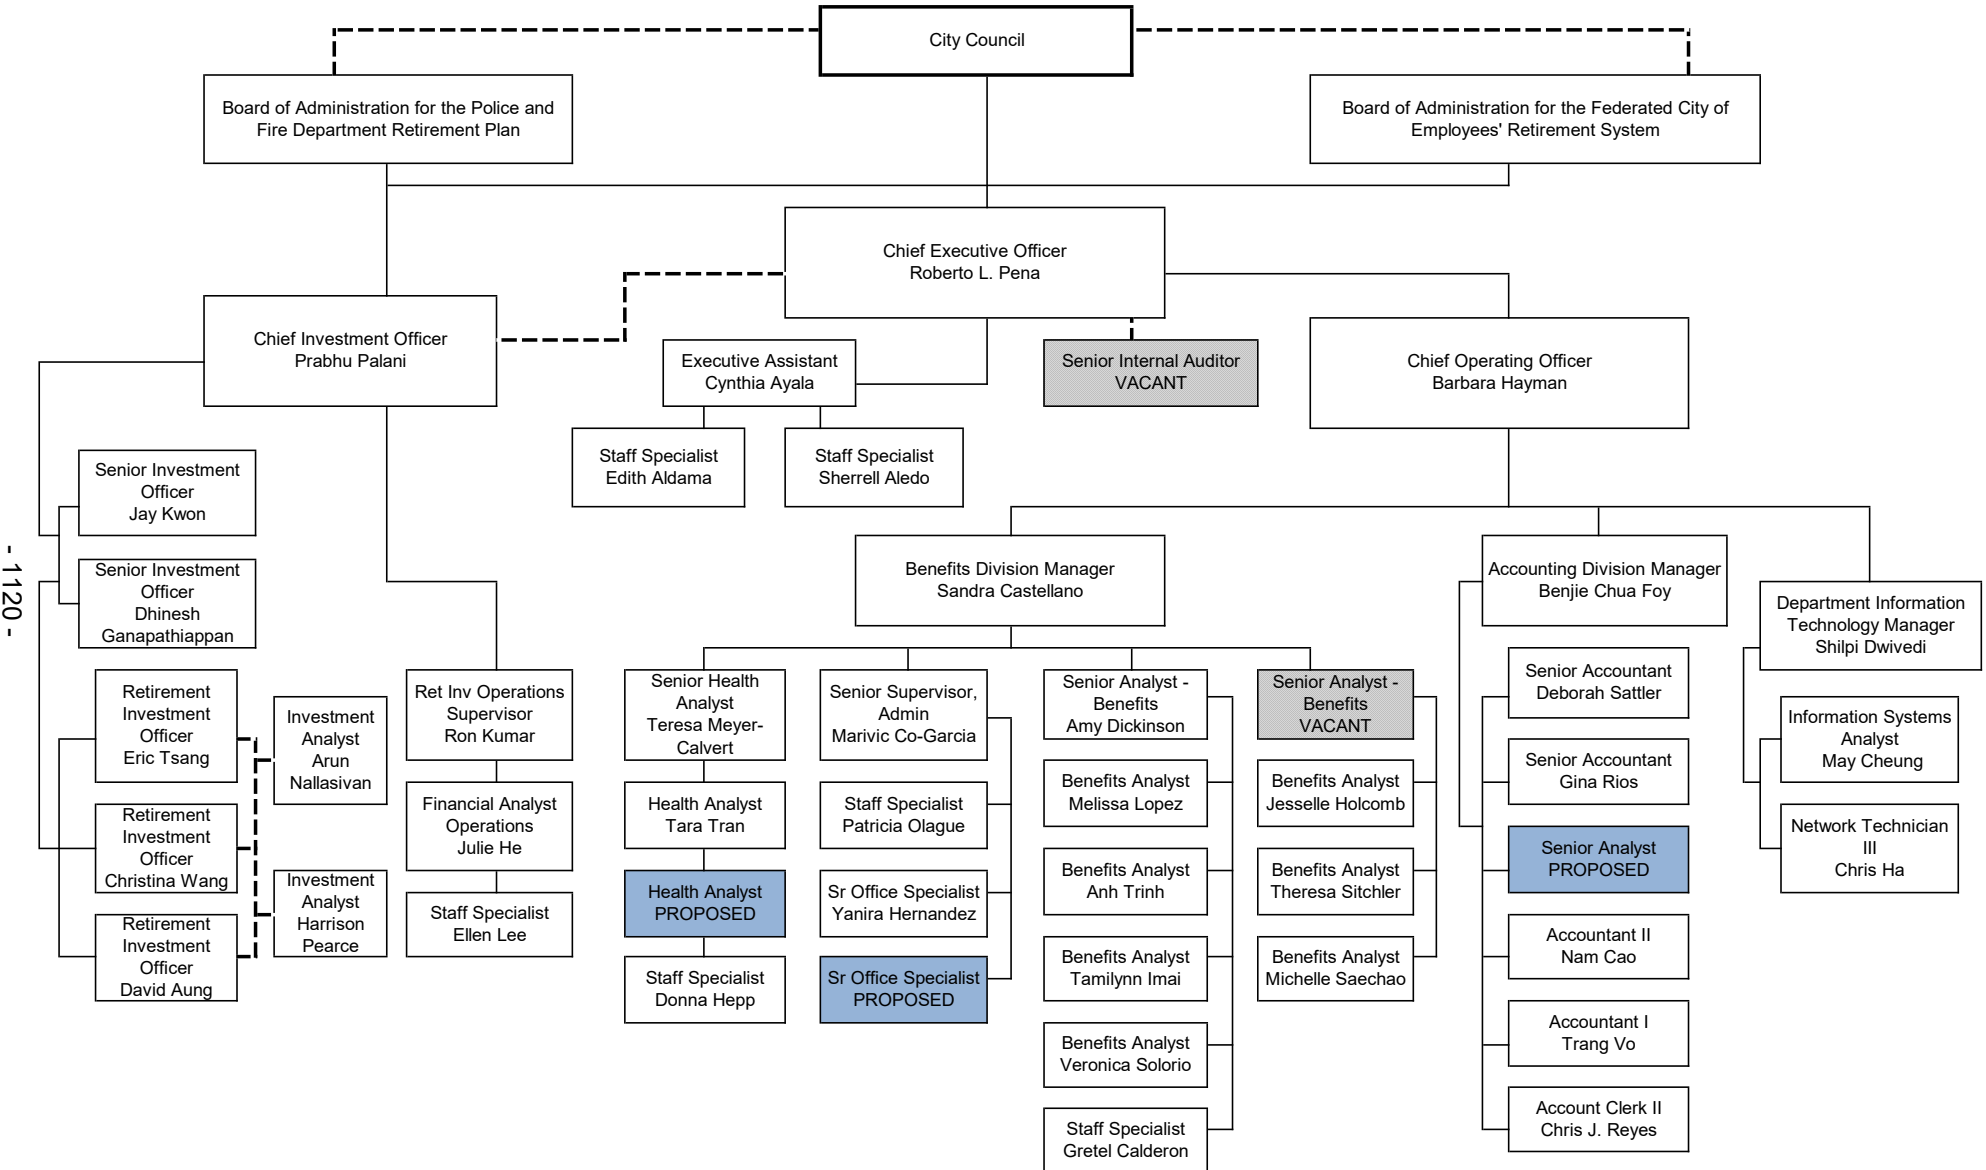 City Council
Board of Administration for the Police and
Fire Department Retirement Plan
Board of Administration for the Federated City of
Employees' Retirement System
Chief Executive Officer
Roberto L. Pena
Chief Investment Officer
Prabhu Palani
Executive Assistant
Cynthia Ayala
Senior Internal Auditor
VACANT
Chief Operating Officer
Barbara Hayman
Staff Specialist
Edith Aldama
Staff Specialist
Sherrell Aledo
Senior Investment
Officer
Jay Kwon
Senior Investment
Officer
Dhinesh
Ganapathiappan
- 1120 -
Retirement
Investment
Officer
Eric Tsang
Retirement
Investment
Officer
Christina Wang
Retirement
Investment
Officer
David Aung
Investment
Analyst
Arun
Nallasivan
Investment
Analyst
Harrison
Pearce
Ret Inv Operations
Supervisor
Ron Kumar
Financial Analyst
Operations
Julie He
Staff Specialist
Ellen Lee
Benefits Division Manager
Sandra Castellano
Senior Health
Analyst
Teresa Meyer-
Calvert
Health Analyst
Tara Tran
Health Analyst
PROPOSED
Staff Specialist
Donna Hepp
Senior Supervisor,
Admin
Marivic Co-Garcia
Staff Specialist
Patricia Olague
Sr Office Specialist
Yanira Hernandez
Sr Office Specialist
PROPOSED
Senior Analyst -
Benefits
Amy Dickinson
Benefits Analyst
Melissa Lopez
Benefits Analyst
Anh Trinh
Benefits Analyst
Tamilynn Imai
Benefits Analyst
Veronica Solorio
Staff Specialist
Gretel Calderon
Senior Analyst -
Benefits
VACANT
Benefits Analyst
Jesselle Holcomb
Benefits Analyst
Theresa Sitchler
Benefits Analyst
Michelle Saechao
Accounting Division Manager
Benjie Chua Foy
Senior Accountant
Deborah Sattler
Senior Accountant
Gina Rios
Senior Analyst
PROPOSED
Accountant II
Nam Cao
Accountant I
Trang Vo
Account Clerk II
Chris J. Reyes
Department Information
Technology Manager
Shilpi Dwivedi
Information Systems
Analyst
May Cheung
Network Technician
III
Chris Ha